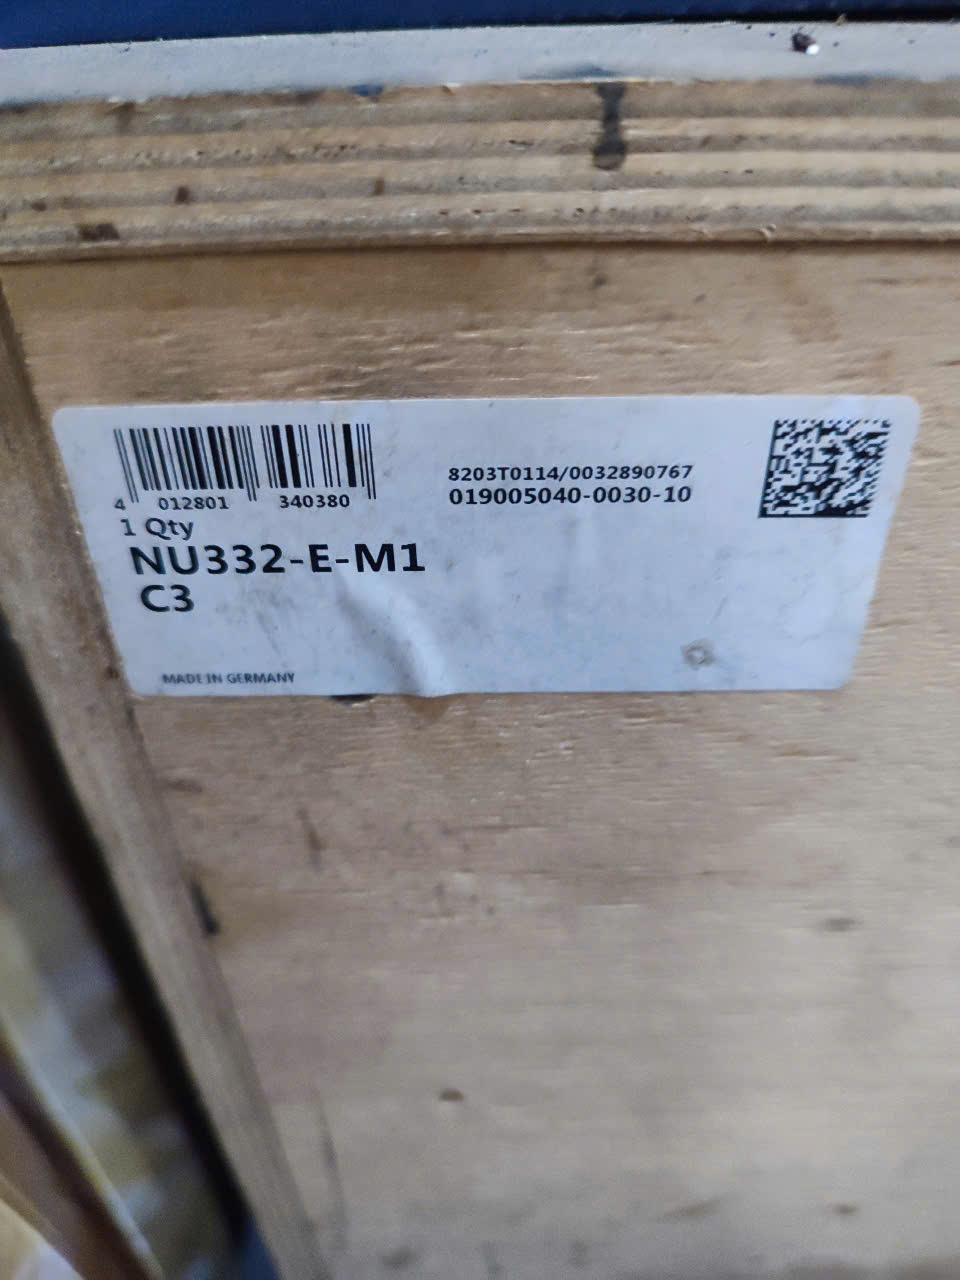 4 012801 340380
8203T0114/0032890767
019005040-0030-10
1 Qty
NU332-E-M1
C3
MADE IN GERMANY